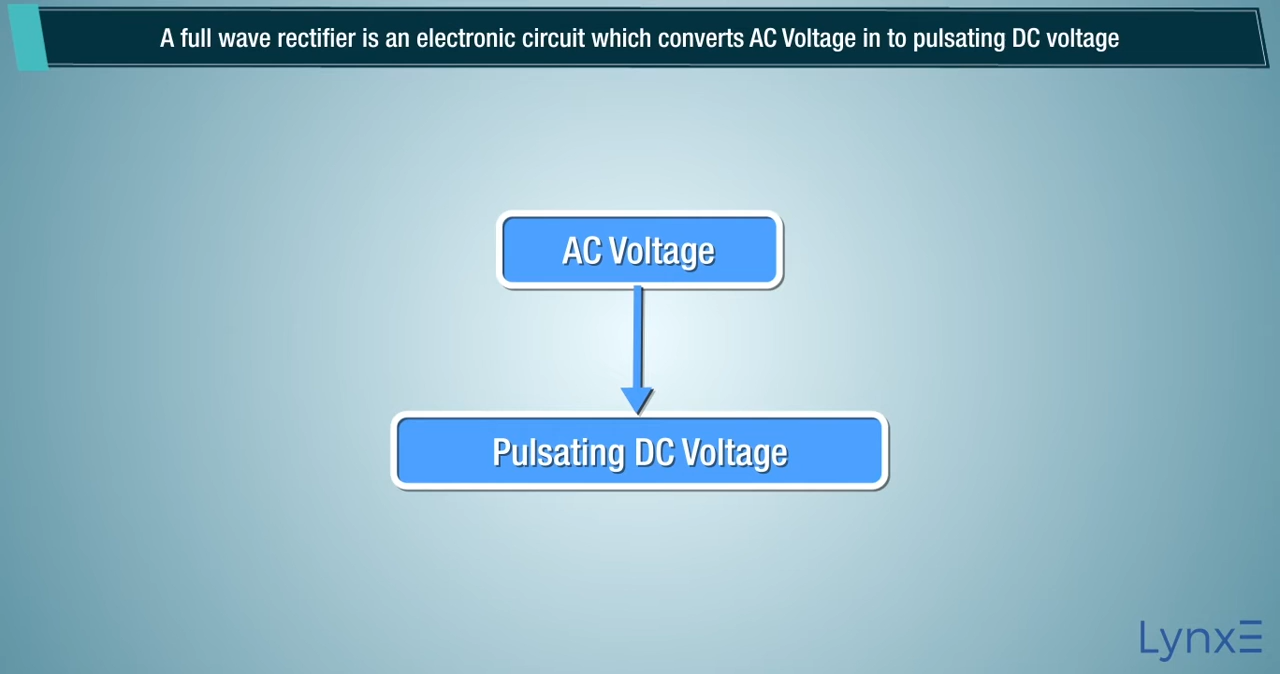 A full wave rectifier is an electronic circuit which converts AC Voltage in to pulsating DC voltage
AC Voltage
Pulsating DC Voltage
LynxE